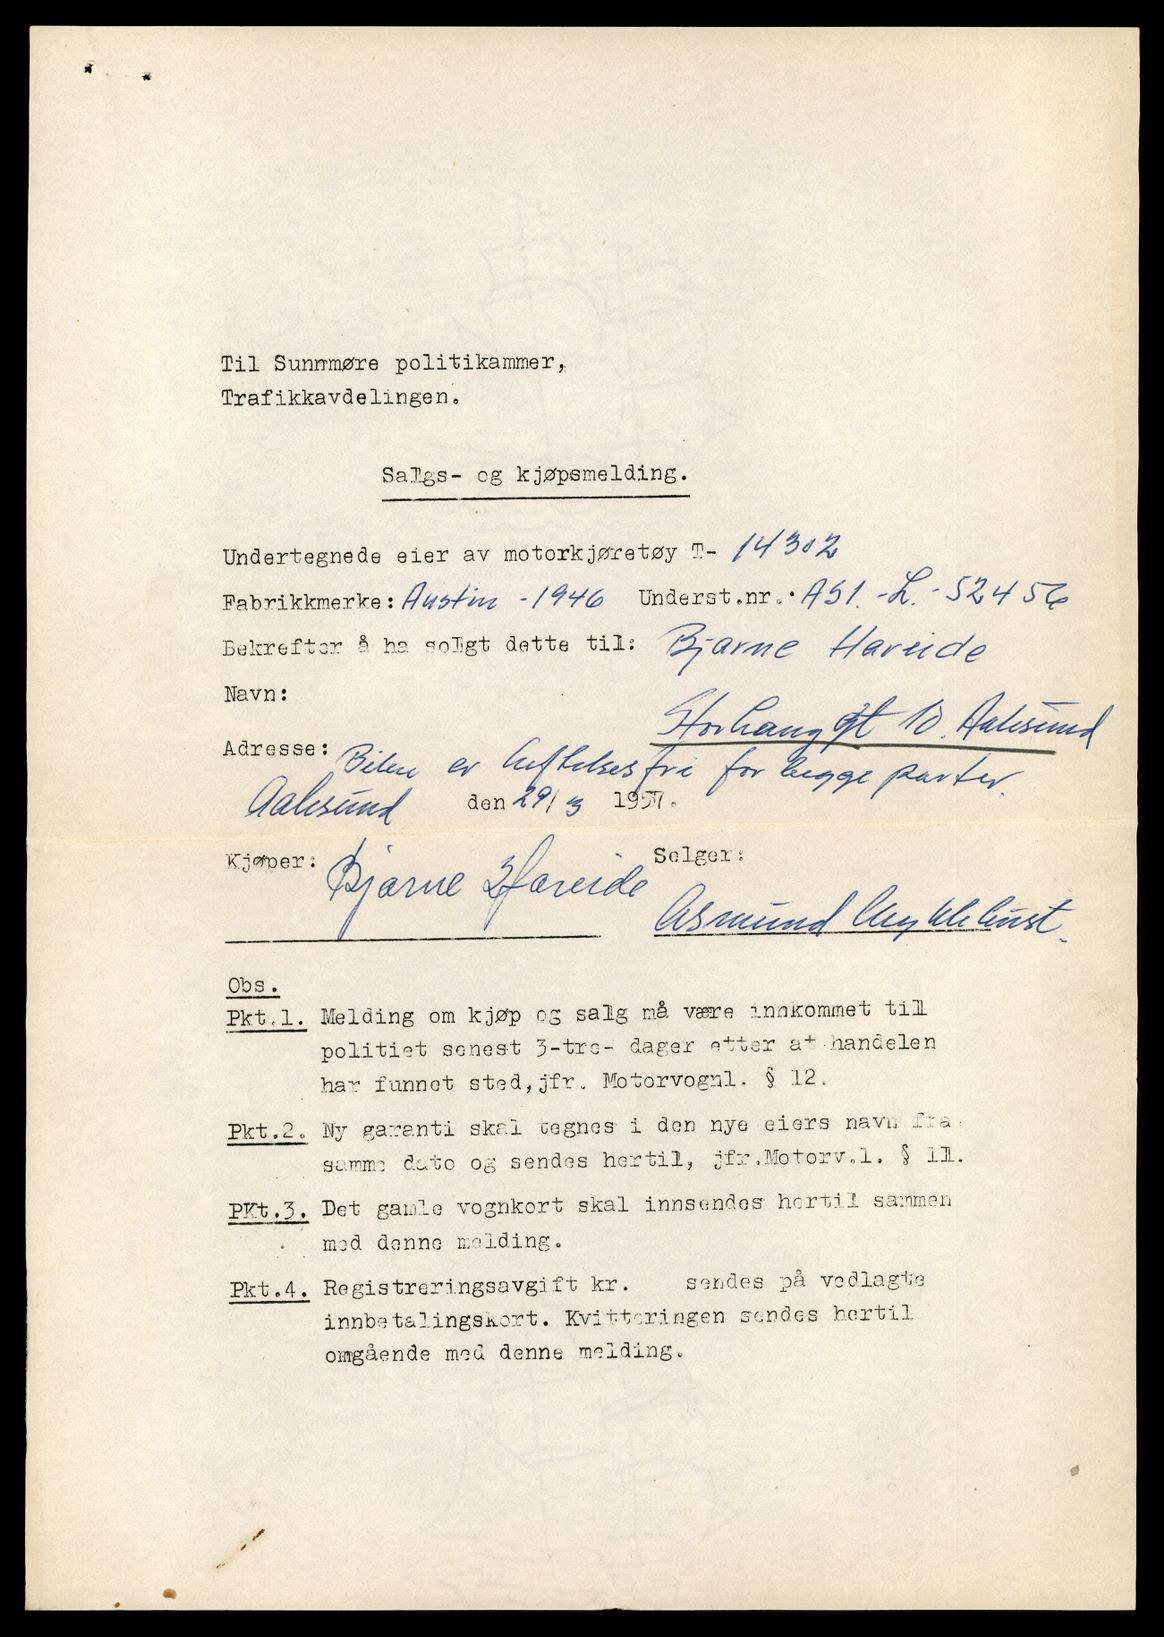 Til Sunnmøre politikammer,
Trafikkavdelingen.
Salgs- og kjøpsmelding.
Undertegnede eier av motorkjøretøy T- 14302
Fabrikkmerke: Austin - 1946 Underst.nr.: AS1.-L.-52456
Bekrefter å ha solgt dette til: Bjarne Hareide
Navn:
Storhauggt 10. Aalesund
Adresse:
Bilen er heftelsesfri for begge parter.
Aalesund den 29/3 1957.
Kjøper: Bjarne Hareide Selger:
Asmund Myklebust
Obs.
Pkt.1. Melding om kjøp og salg må være innkommet till
politiet senest 3-tre- dager etter at handelen
har funnet sted, jfr. Motorvognl. § 12.
Pkt.2. Ny garanti skal tegnes i den nye eiers navn fra
samme dato og sendes hertil, jfr.Motorv.l. § 11.
PKt.3. Det gamle vognkort skal innsendes hertil sammen
med denne melding.
Pkt.4. Registreringsavgift kr. sendes på vedlagte
innbetalingskort. Kvitteringen sendes hertil
omgående med denne melding.